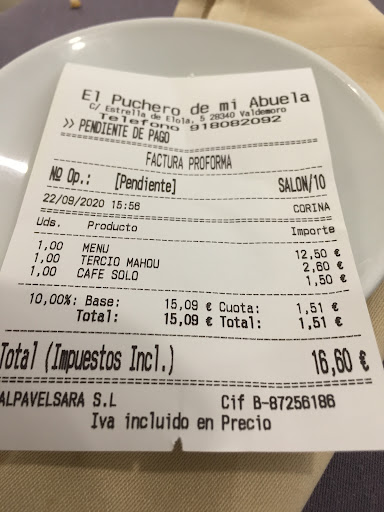 El Puchero de mi Abuela
C/ Estrella de Elola, 5 28340 Valdemoro
Telefono 918082092
>> PENDIENTE DE PAGO
FACTURA PROFORMA
Nº Op.: [Pendiente] SALON/10
22/09/2020 15:56 CORINA
Uds. Producto Importe
1,00 MENU 12,50 €
1,00 TERCIO MAHOU 2,60 €
1,00 CAFE SOLO 1,50 €
10,00%: Base: 15,09 € Cuota: 1,51 €
Total: 15,09 € Total: 1,51 €
Total (Impuestos Incl.) 16,60 €
ALPAVELSARA S.L Cif B-87256186
Iva incluido en Precio